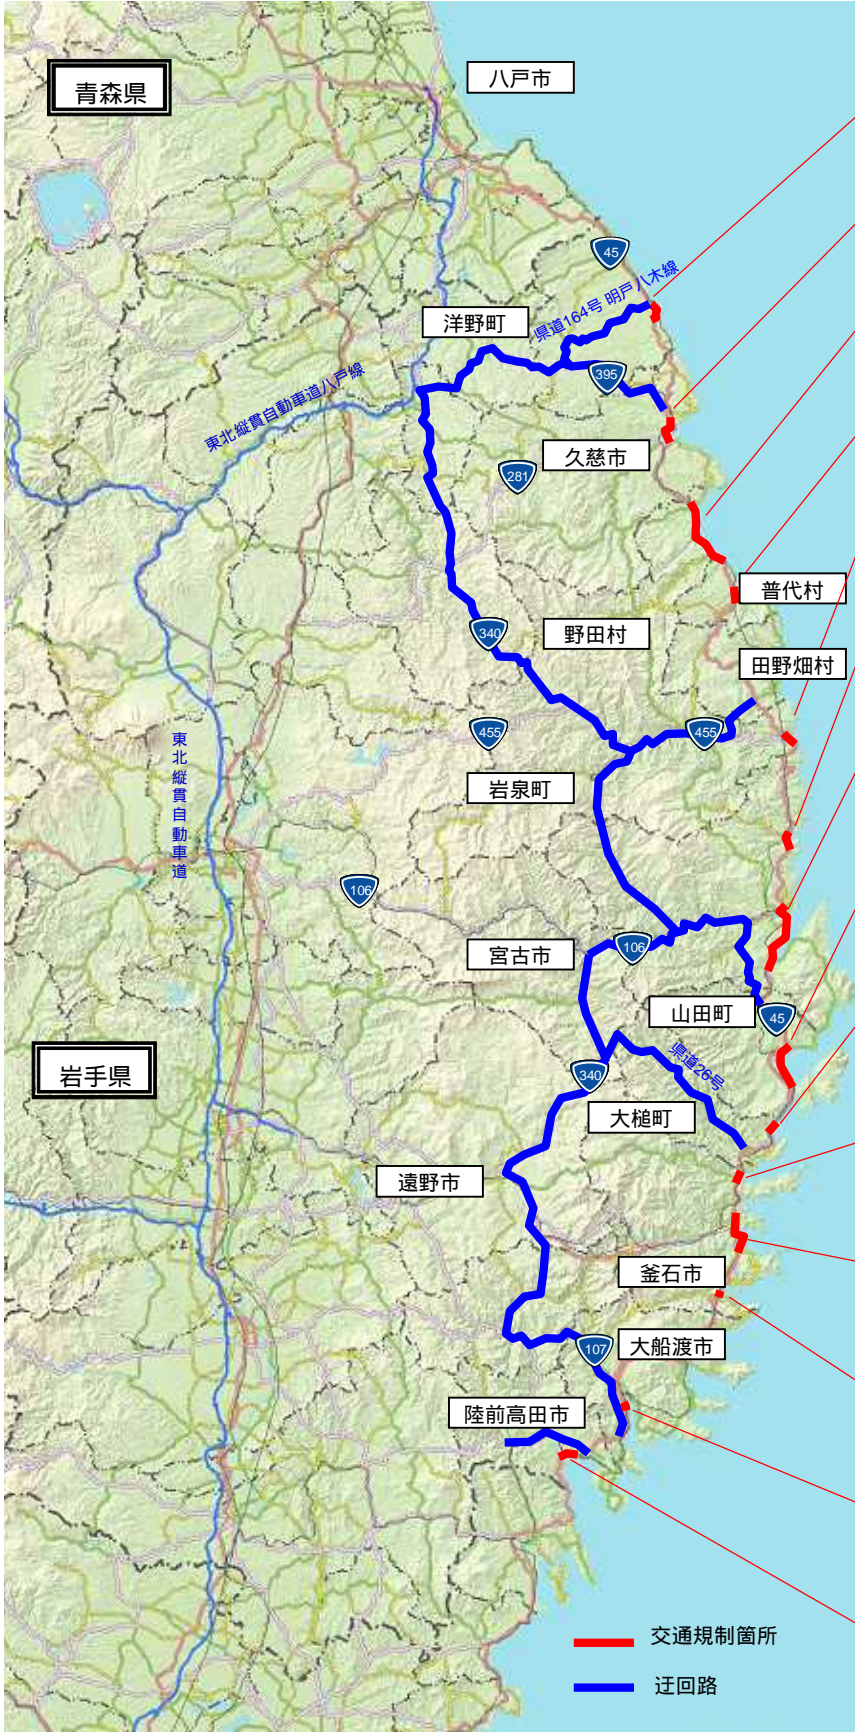 青森県
八戸市
45
県道164号 明戸八木線
洋野町
395
東北縦貫自動車道八戸線
久慈市
281
普代村
340
野田村
田野畑村
455
455
東北縦貫自動車道
岩泉町
106
宮古市
106
山田町
45
岩手県
県道26号
340
大槌町
遠野市
釜石市
107
大船渡市
陸前高田市
交通規制箇所
迂回路